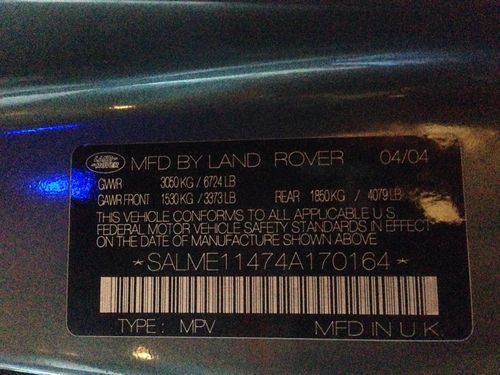 LAND ROVER MFD BY LAND ROVER 04/04
GVWR 3050 KG / 6724 LB
GAWR FRONT 1530 KG / 3373 LB REAR 1850 KG / 4079 LB
THIS VEHICLE CONFORMS TO ALL APPLICABLE U.S
FEDERAL MOTOR VEHICLE SAFETY STANDARDS IN EFFECT
ON THE DATE OF MANUFACTURE SHOWN ABOVE
*SALME11474A170164*
TYPE: MPV MFD IN U.K.